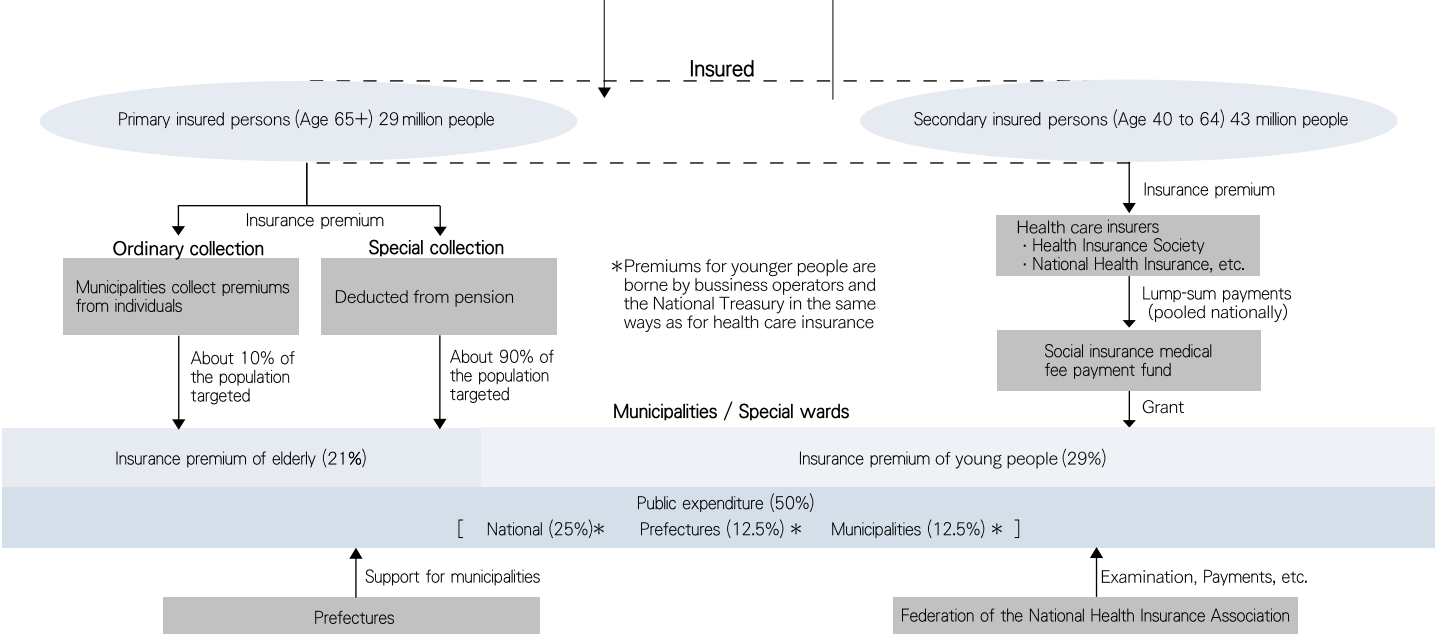 Insured
Primary insured persons (Age 65+) 29 million people
Secondary insured persons (Age 40 to 64) 43 million people
Insurance premium
Ordinary collection
Special collection
Municipalities collect premiums
from individuals
Deducted from pension
About 10% of
the population
targeted
About 90% of
the population
targeted
*Premiums for younger people are
borne by bussiness operators and
the National Treasury in the same
ways as for health care insurance
Insurance premium
Health care insurers
・Health Insurance Society
・National Health Insurance, etc.
Lump-sum payments
(pooled nationally)
Social insurance medical
fee payment fund
Grant
Municipalities / Special wards
Insurance premium of elderly (21%)
Insurance premium of young people (29%)
Public expenditure (50%)
[ National (25%)* Prefectures (12.5%) * Municipalities (12.5%) * ]
Support for municipalities
Prefectures
Examination, Payments, etc.
Federation of the National Health Insurance Association